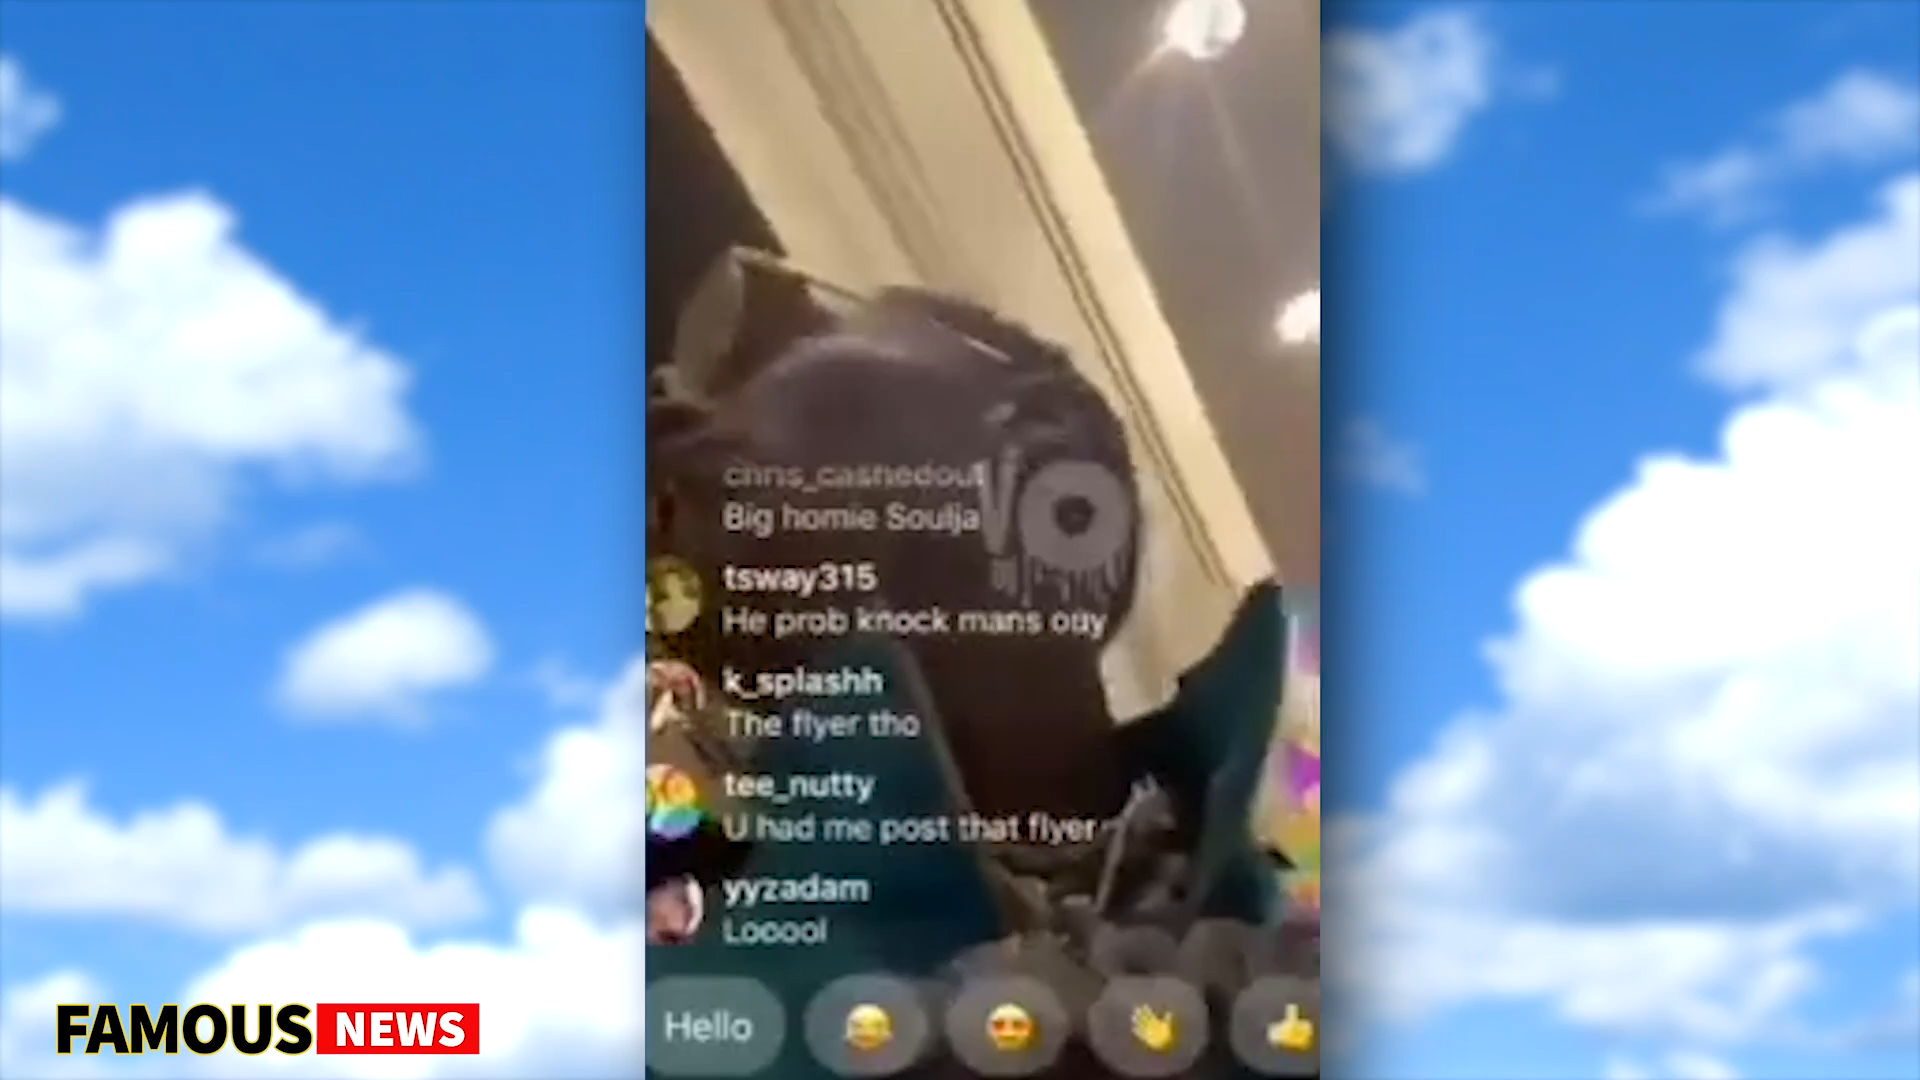 chris_cashedout
Big homie Soulja
tsway315
He prob knock mans ouy
k_splashh
The flyer tho
tee_nutty
U had me post that flyer
yyzadam
Looool
Hello
FAMOUS NEWS